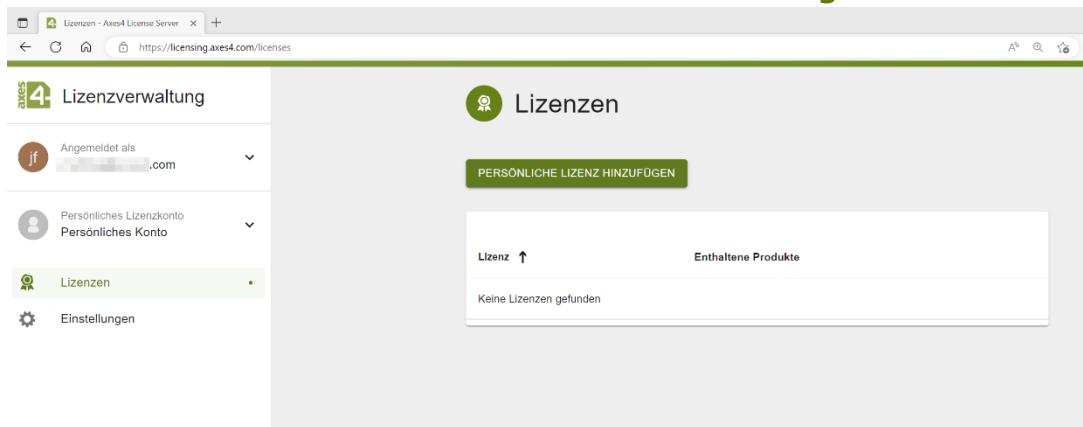 Lizenzen - Axes4 License Server
https://licensing.axes4.com/licenses
axes4
Lizenzverwaltung
jf
Angemeldet als
.com
Persönliches Lizenzkonto
Persönliches Konto
Lizenzen
Einstellungen
Lizenzen
PERSÖNLICHE LIZENZ HINZUFÜGEN
Lizenz ↑ Enthaltene Produkte
Keine Lizenzen gefunden